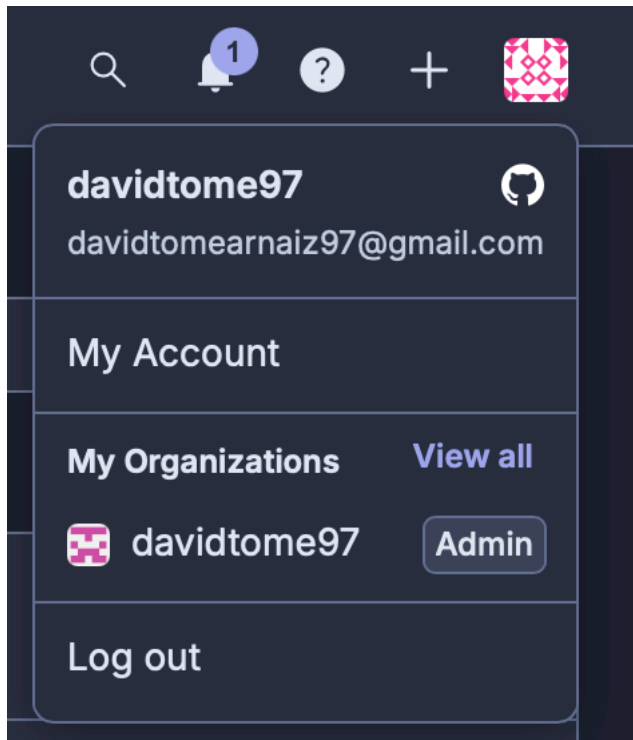 1
?
davidtome97
davidtomearnaiz97@gmail.com
My Account
My Organizations View all
davidtome97 Admin
Log out